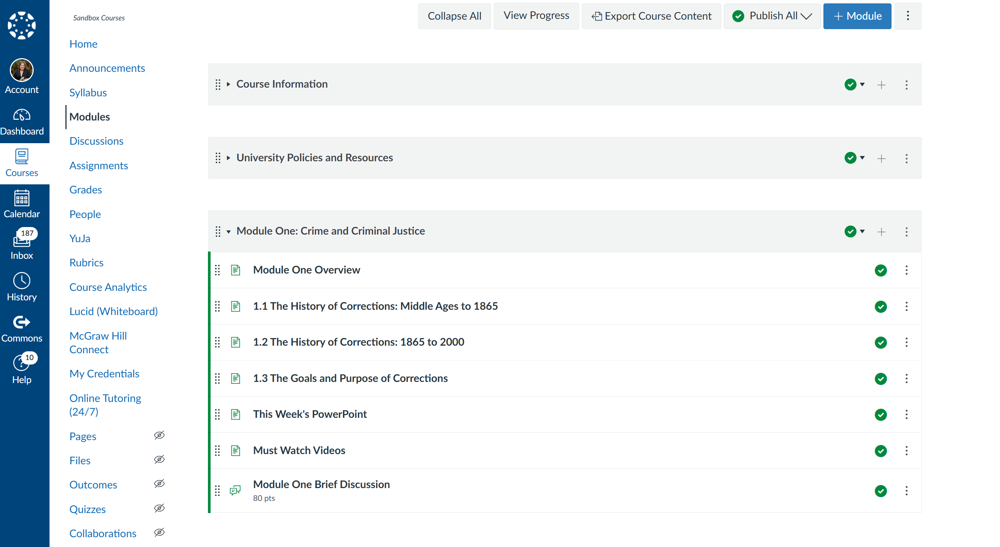 Account
Dashboard
Courses
Calendar
187
Inbox
History
Commons
10
Help
Sandbox Courses
Home
Announcements
Syllabus
Modules
Discussions
Assignments
Grades
People
YuJa
Rubrics
Course Analytics
Lucid (Whiteboard)
McGraw Hill
Connect
My Credentials
Online Tutoring
(24/7)
Pages
Files
Outcomes
Quizzes
Collaborations
Collapse All
View Progress
Export Course Content
Publish All
+ Module
Course Information
University Policies and Resources
Module One: Crime and Criminal Justice
Module One Overview
1.1 The History of Corrections: Middle Ages to 1865
1.2 The History of Corrections: 1865 to 2000
1.3 The Goals and Purpose of Corrections
This Week's PowerPoint
Must Watch Videos
Module One Brief Discussion
80 pts